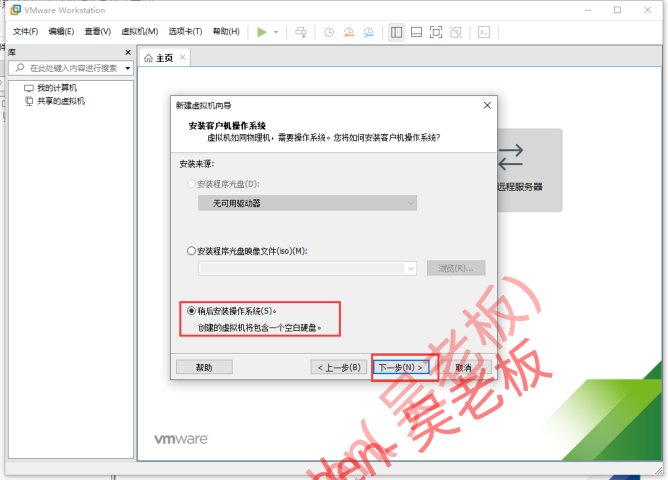 VMware Workstation
文件(F) 编辑(E) 查看(V) 虚拟机(M) 选项卡(T) 帮助(H)
库
在此处键入内容进行搜索
我的计算机
共享的虚拟机
主页
新建虚拟机向导
安装客户机操作系统
虚拟机如同物理机，需要操作系统。您将如何安装客户机操作系统?
安装来源:
安装程序光盘(D):
无可用驱动器
安装程序光盘映像文件(iso)(M):
浏览(R)...
稍后安装操作系统(S)。
创建的虚拟机将包含一个空白硬盘。
帮助
< 上一步(B)
下一步(N) >
取消
远程服务器
vmware
吴老板
吴老板